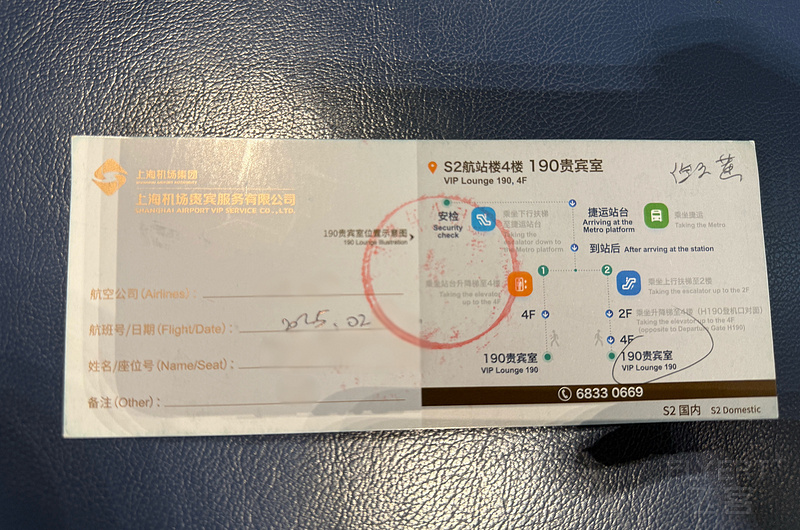 上海机场集团
上海机场贵宾服务有限公司
SHANGHAI AIRPORT VIP SERVICE CO.,LTD.
190贵宾室位置示意图
190 Lounge Illustration
航空公司(Airlines):
航班号/日期(Flight/Date): 2025.02
姓名/座位号(Name/Seat):
备注(Other):
S2航站楼4楼 190贵宾室
VIP Lounge 190, 4F
安检
Security
check
乘坐下行扶梯
至捷运站台
Taking the
escalator down to
the Metro platform
捷运站台
Arriving at the
Metro platform
乘坐捷运
Taking the Metro
到站后 After arriving at the station
乘坐站台升降梯至4楼
Taking the elevator
up to the 4F
1
2
乘坐上行扶梯至2楼
Taking the escalator up to the 2F
4F
2F
乘坐升降梯至4楼(H190登机口对面)
Taking the elevator up to the 4F
(opposite to Departure Gate H190)
4F
190贵宾室
VIP Lounge 190
190贵宾室
VIP Lounge 190
6833 0669
S2 国内 S2 Domestic
FLYERT